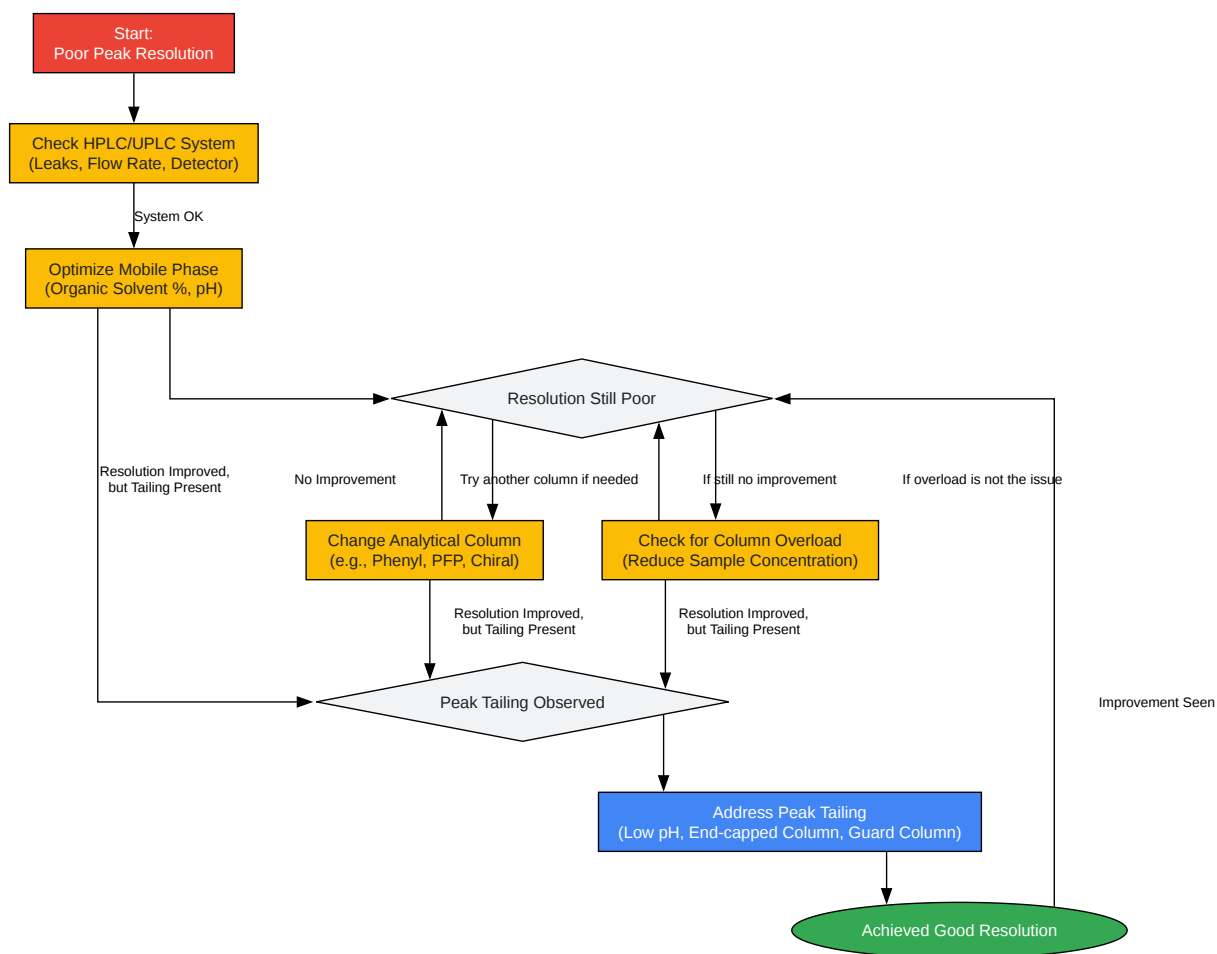 Start:
Poor Peak Resolution
Check HPLC/UPLC System
(Leaks, Flow Rate, Detector)
System OK
Optimize Mobile Phase
(Organic Solvent %, pH)
Resolution Still Poor
Resolution Improved,
but Tailing Present
No Improvement
Try another column if needed
If still no improvement
If overload is not the issue
Change Analytical Column
(e.g., Phenyl, PFP, Chiral)
Check for Column Overload
(Reduce Sample Concentration)
Resolution Improved,
but Tailing Present
Resolution Improved,
but Tailing Present
Peak Tailing Observed
Improvement Seen
Address Peak Tailing
(Low pH, End-capped Column, Guard Column)
Achieved Good Resolution